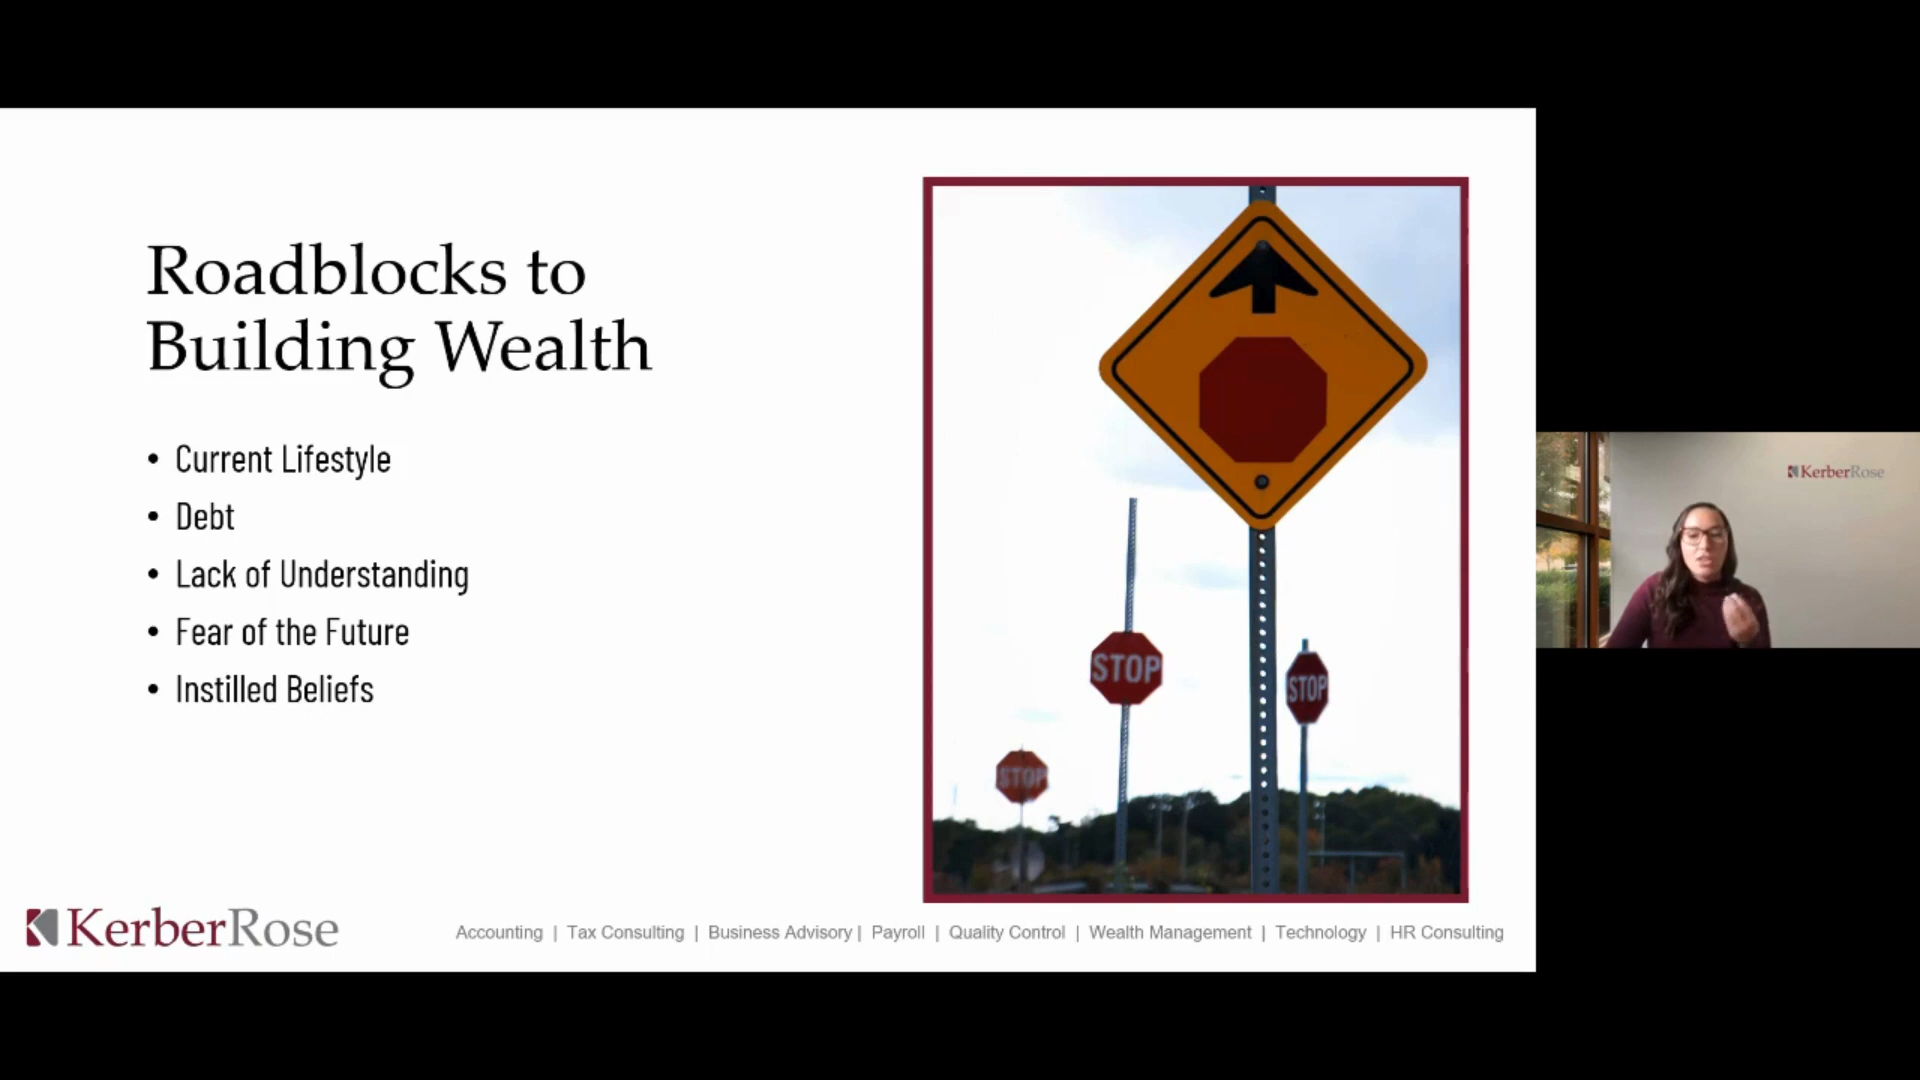 Roadblocks to
Building Wealth
• Current Lifestyle
• Debt
• Lack of Understanding
• Fear of the Future
• Instilled Beliefs
STOP
STOP
STOP
KerberRose
Accounting | Tax Consulting | Business Advisory | Payroll | Quality Control | Wealth Management | Technology | HR Consulting
KerberRose